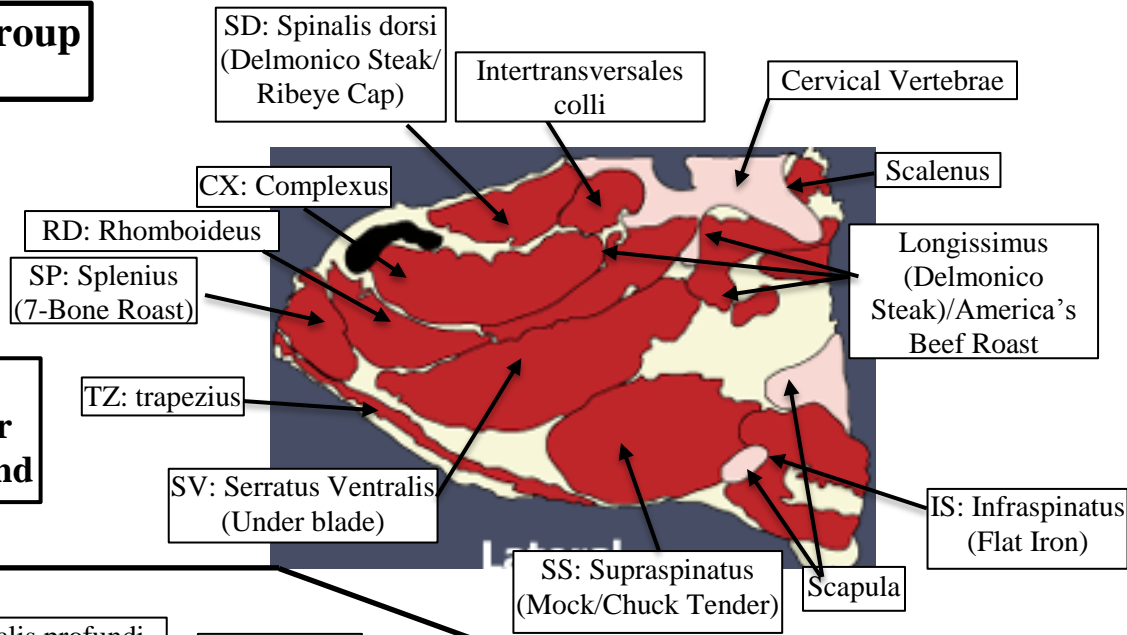 roup
SD: Spinalis dorsi
(Delmonico Steak/
Ribeye Cap)
Intertransversales
colli
Cervical Vertebrae
CX: Complexus
Scalenus
RD: Rhomboideus
SP: Splenius
(7-Bone Roast)
Longissimus
(Delmonico
Steak)/America’s
Beef Roast
TZ: trapezius
r
nd
SV: Serratus Ventralis
(Under blade)
IS: Infraspinatus
(Flat Iron)
SS: Supraspinatus
(Mock/Chuck Tender)
Scapula
profundi